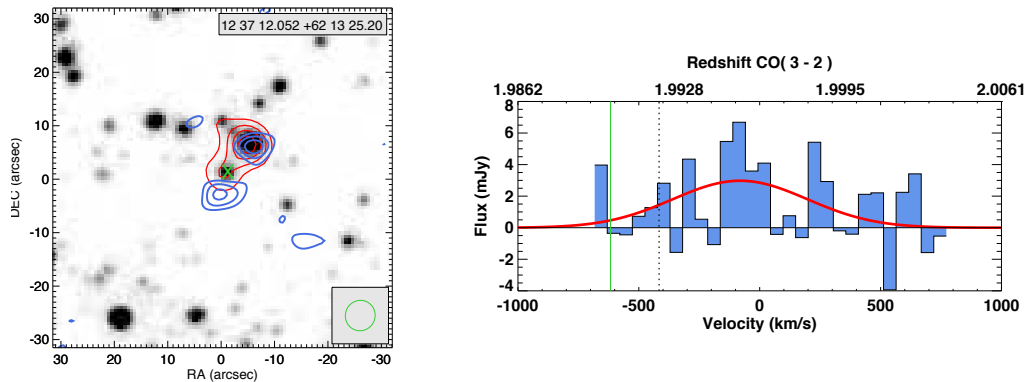 12 37 12.052 +62 13 25.20
30
20
10
0
-10
-20
-30
DEC (arcsec)
31 20 10 0 -10 -20 -30
RA (arcsec)
Redshift CO( 3 - 2 )
1.9862 1.9928 1.9995 2.0061
8
6
4
2
0
-2
-4
Flux (mJy)
-1000 -500 0 500 1000
Velocity (km/s)